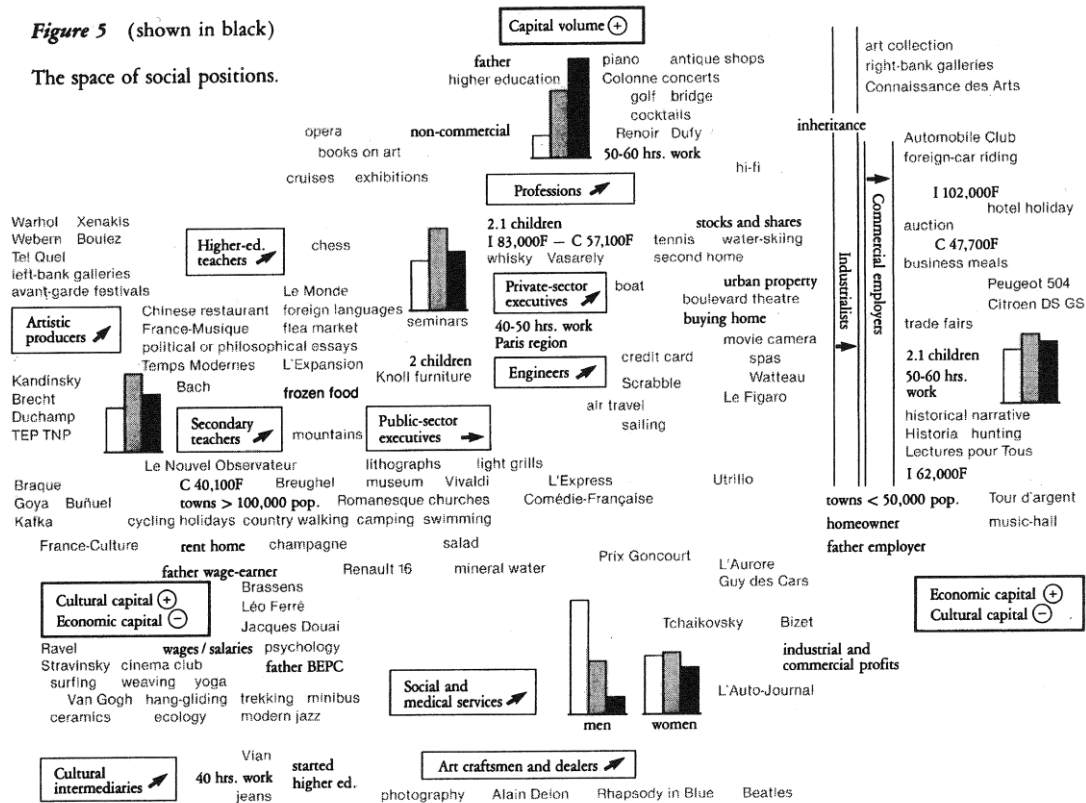 Figure 5 (shown in black)
The space of social positions.
Capital volume +
father
higher education
piano antique shops
Colonne concerts
golf bridge
cocktails
Renoir Dufy
50-60 hrs. work
opera
non-commercial
books on art
cruises exhibitions
hi-fi
Professions
art collection
right-bank galleries
Connaissance des Arts
inheritance
Automobile Club
foreign-car riding
I 102,000F
hotel holiday
auction
C 47,700F
business meals
Peugeot 504
Citroen DS GS
trade fairs
Industrialists
Commercial employers
2.1 children
50-60 hrs.
work
historical narrative
Historia hunting
Lectures pour Tous
I 62,000F
towns < 50,000 pop.
Tour d'argent
homeowner
music-hall
father employer
Warhol Xenakis
Webern Boulez
Tel Quel
left-bank galleries
avant-garde festivals
Higher-ed.
teachers
chess
2.1 children
I 83,000F — C 57,100F
whisky Vasarely
stocks and shares
tennis water-skiing
second home
Private-sector
executives
boat
urban property
boulevard theatre
buying home
movie camera
spas
Watteau
Le Figaro
Artistic
producers
Chinese restaurant
France-Musique
political or philosophical essays
Temps Modernes
Le Monde
foreign languages
flea market
L'Expansion
seminars
40-50 hrs. work
Paris region
2 children
Knoll furniture
Engineers
credit card
Scrabble
air travel
sailing
Kandinsky
Brecht
Duchamp
TEP TNP
Bach
frozen food
Secondary
teachers
mountains
Public-sector
executives
Le Nouvel Observateur
lithographs light grills
Braque
C 40,100F
Breughel
museum Vivaldi
L'Express
Utrillo
Goya Buñuel
towns > 100,000 pop.
Romanesque churches
Comédie-Française
Kafka
cycling holidays country walking camping swimming
France-Culture
rent home
champagne
salad
Prix Goncourt
father wage-earner
Renault 16
mineral water
L'Aurore
Guy des Cars
Cultural capital +
Economic capital −
Economic capital +
Cultural capital −
Brassens
Léo Ferré
Jacques Douai
Tchaikovsky Bizet
Ravel
wages / salaries
psychology
industrial and
commercial profits
Stravinsky cinema club
father BEPC
surfing weaving yoga
Van Gogh hang-gliding trekking minibus
ceramics ecology modern jazz
Social and
medical services
men
women
L'Auto-Journal
Vian
Cultural
intermediaries
40 hrs. work
jeans
started
higher ed.
Art craftsmen and dealers
photography Alain Delon Rhapsody in Blue Beatles